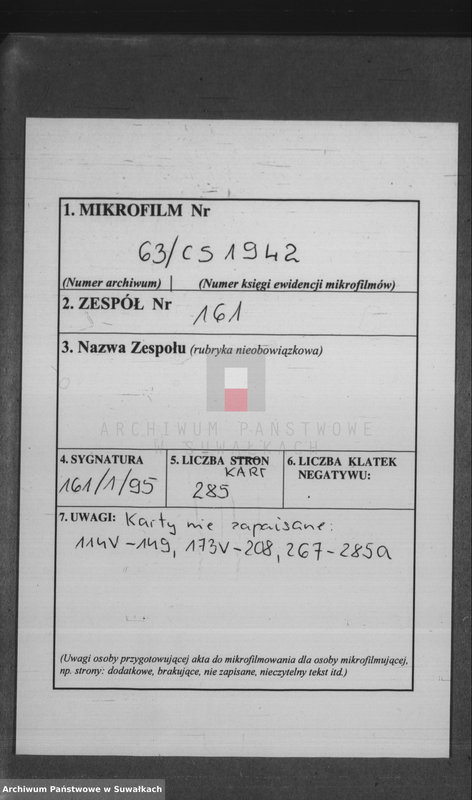 1. MIKROFILM Nr
63/CS 1942
(Numer archiwum) (Numer księgi ewidencji mikrofilmów)
2. ZESPÓŁ Nr 161
3. Nazwa Zespołu (rubryka nieobowiązkowa)
ARCHIWUM PAŃSTWOWE
W SUWAŁKACH
4. SYGNATURA
161/1/95
5. LICZBA STRON
KART
285
6. LICZBA KLATEK
NEGATYWU:
7. UWAGI: Karty nie zapisane:
114V-149, 173V-208, 267-285a
(Uwagi osoby przygotowującej akta do mikrofilmowania dla osoby mikrofilmującej,
np. strony: dodatkowe, brakujące, nie zapisane, nieczytelny tekst itd.)
Archiwum Państwowe w Suwałkach